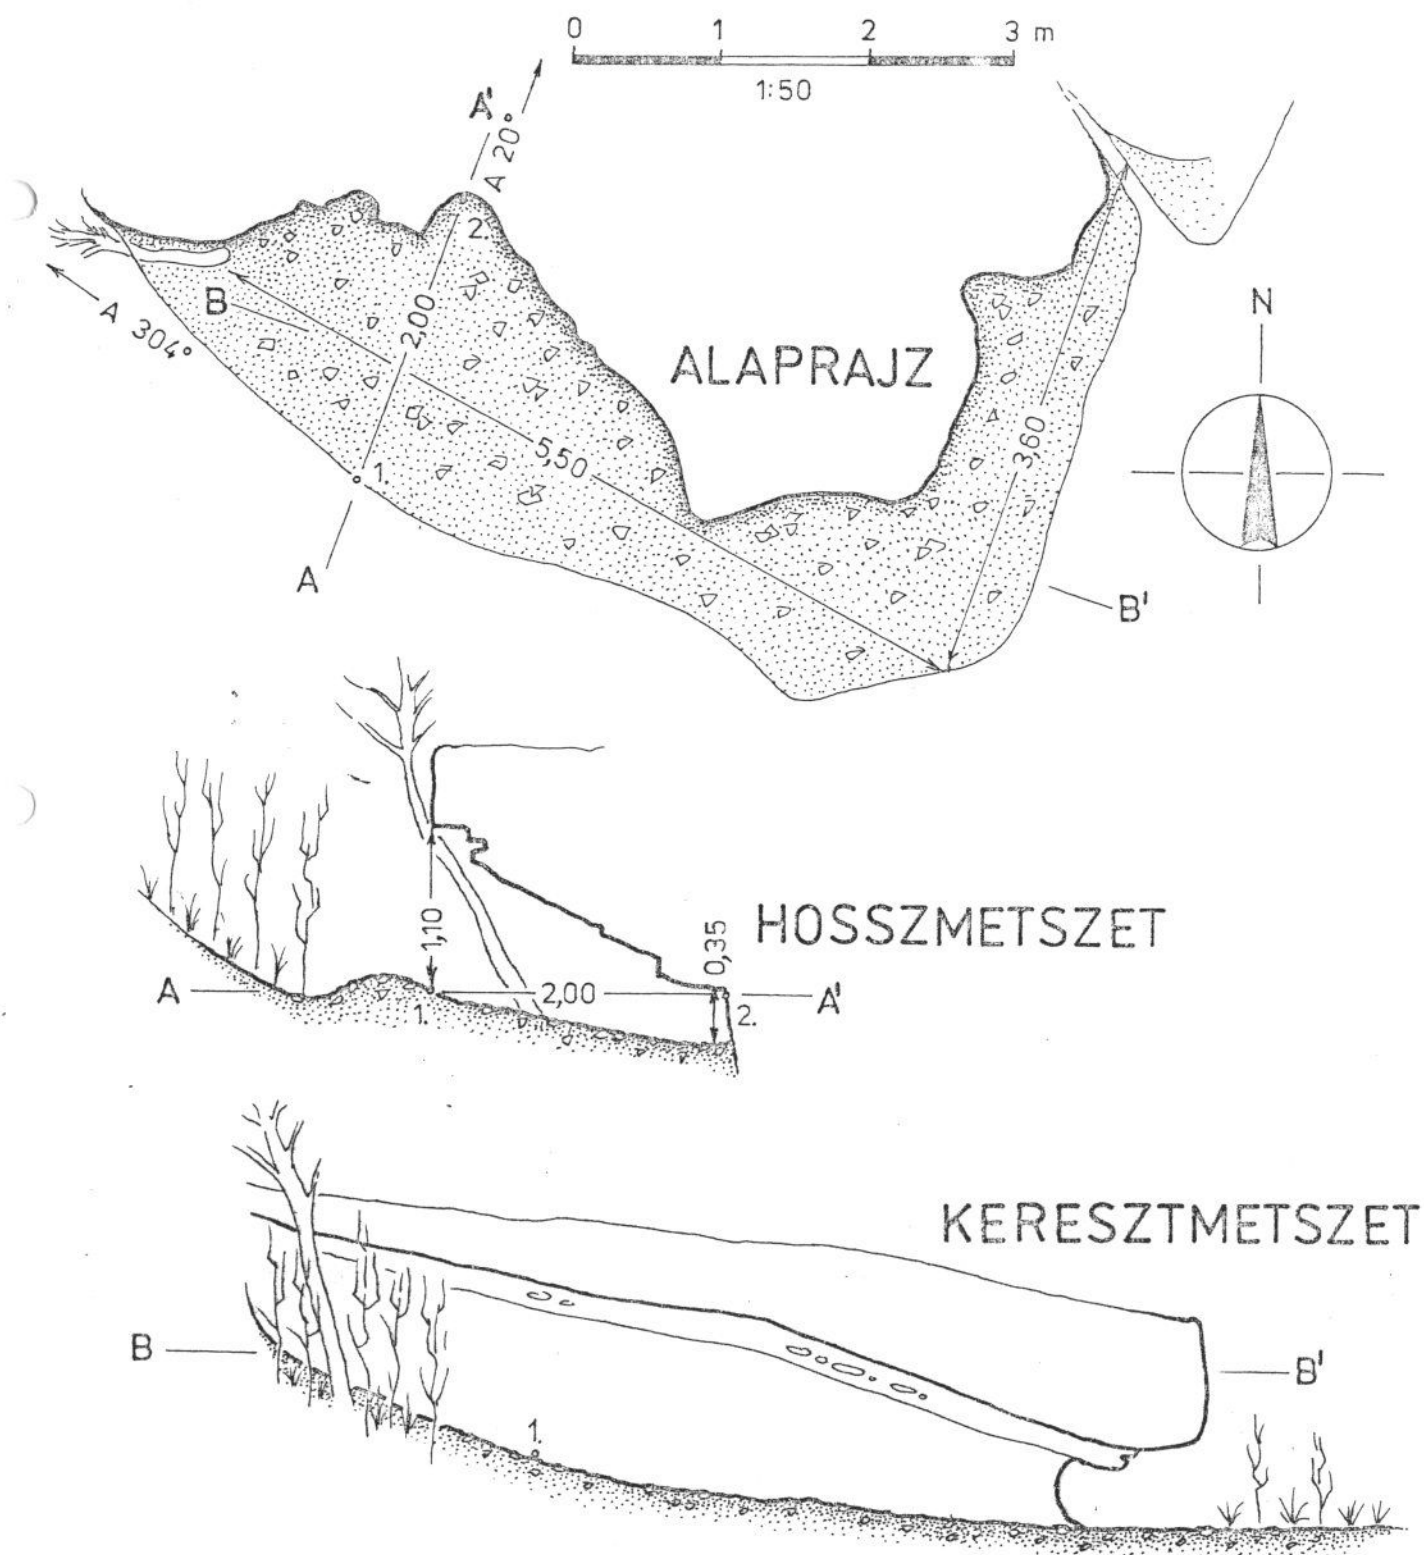 0 1 2 3 m
1:50
A'
A 20°
2.
B
2,00
A 304°
ALAPRAJZ
N
5,50
3,60
1.
A
B'
1,10
0,35
HOSSZMETSZET
A
2,00
A'
1.
2.
KERESZTMETSZET
B
B'
1.